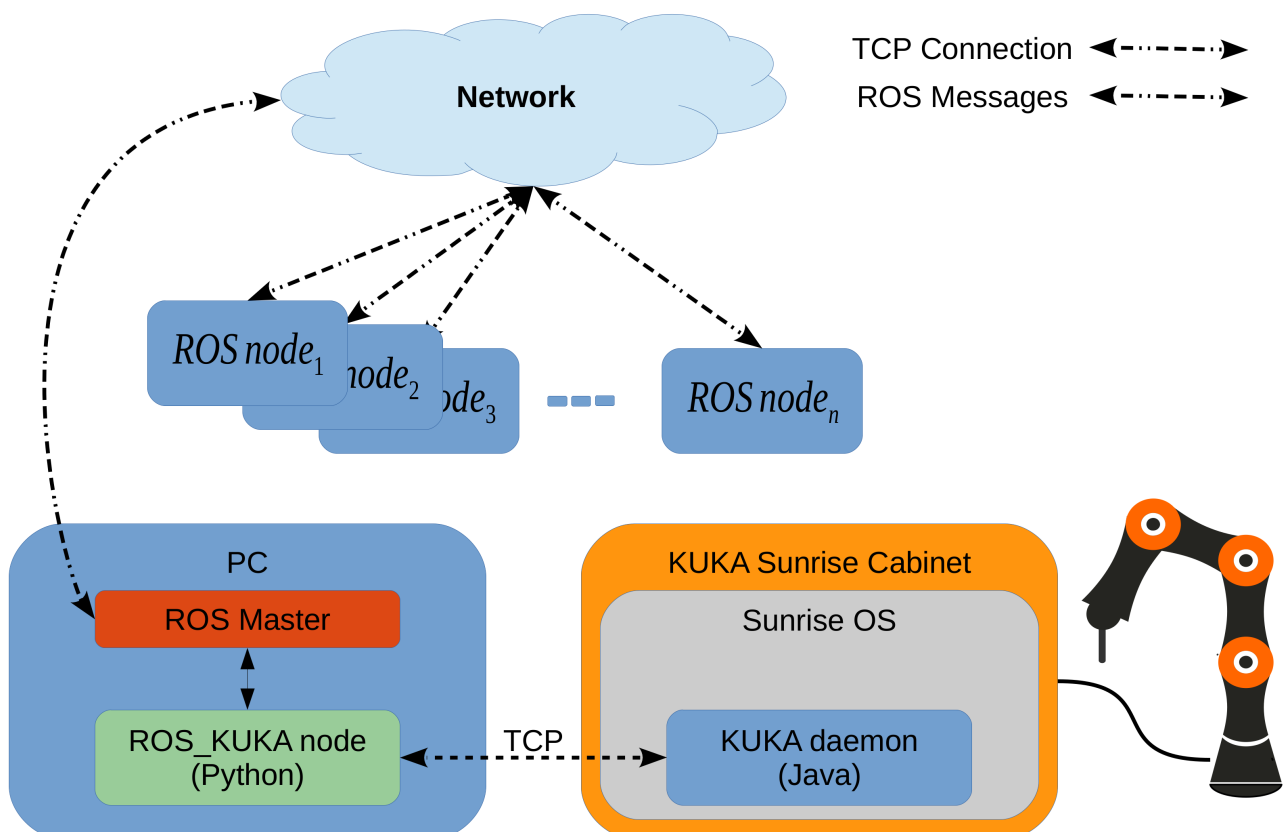 TCP Connection
ROS Messages
Network
ROS node1
node2
ode3
ROS noden
PC
ROS Master
ROS_KUKA node
(Python)
TCP
KUKA Sunrise Cabinet
Sunrise OS
KUKA daemon
(Java)